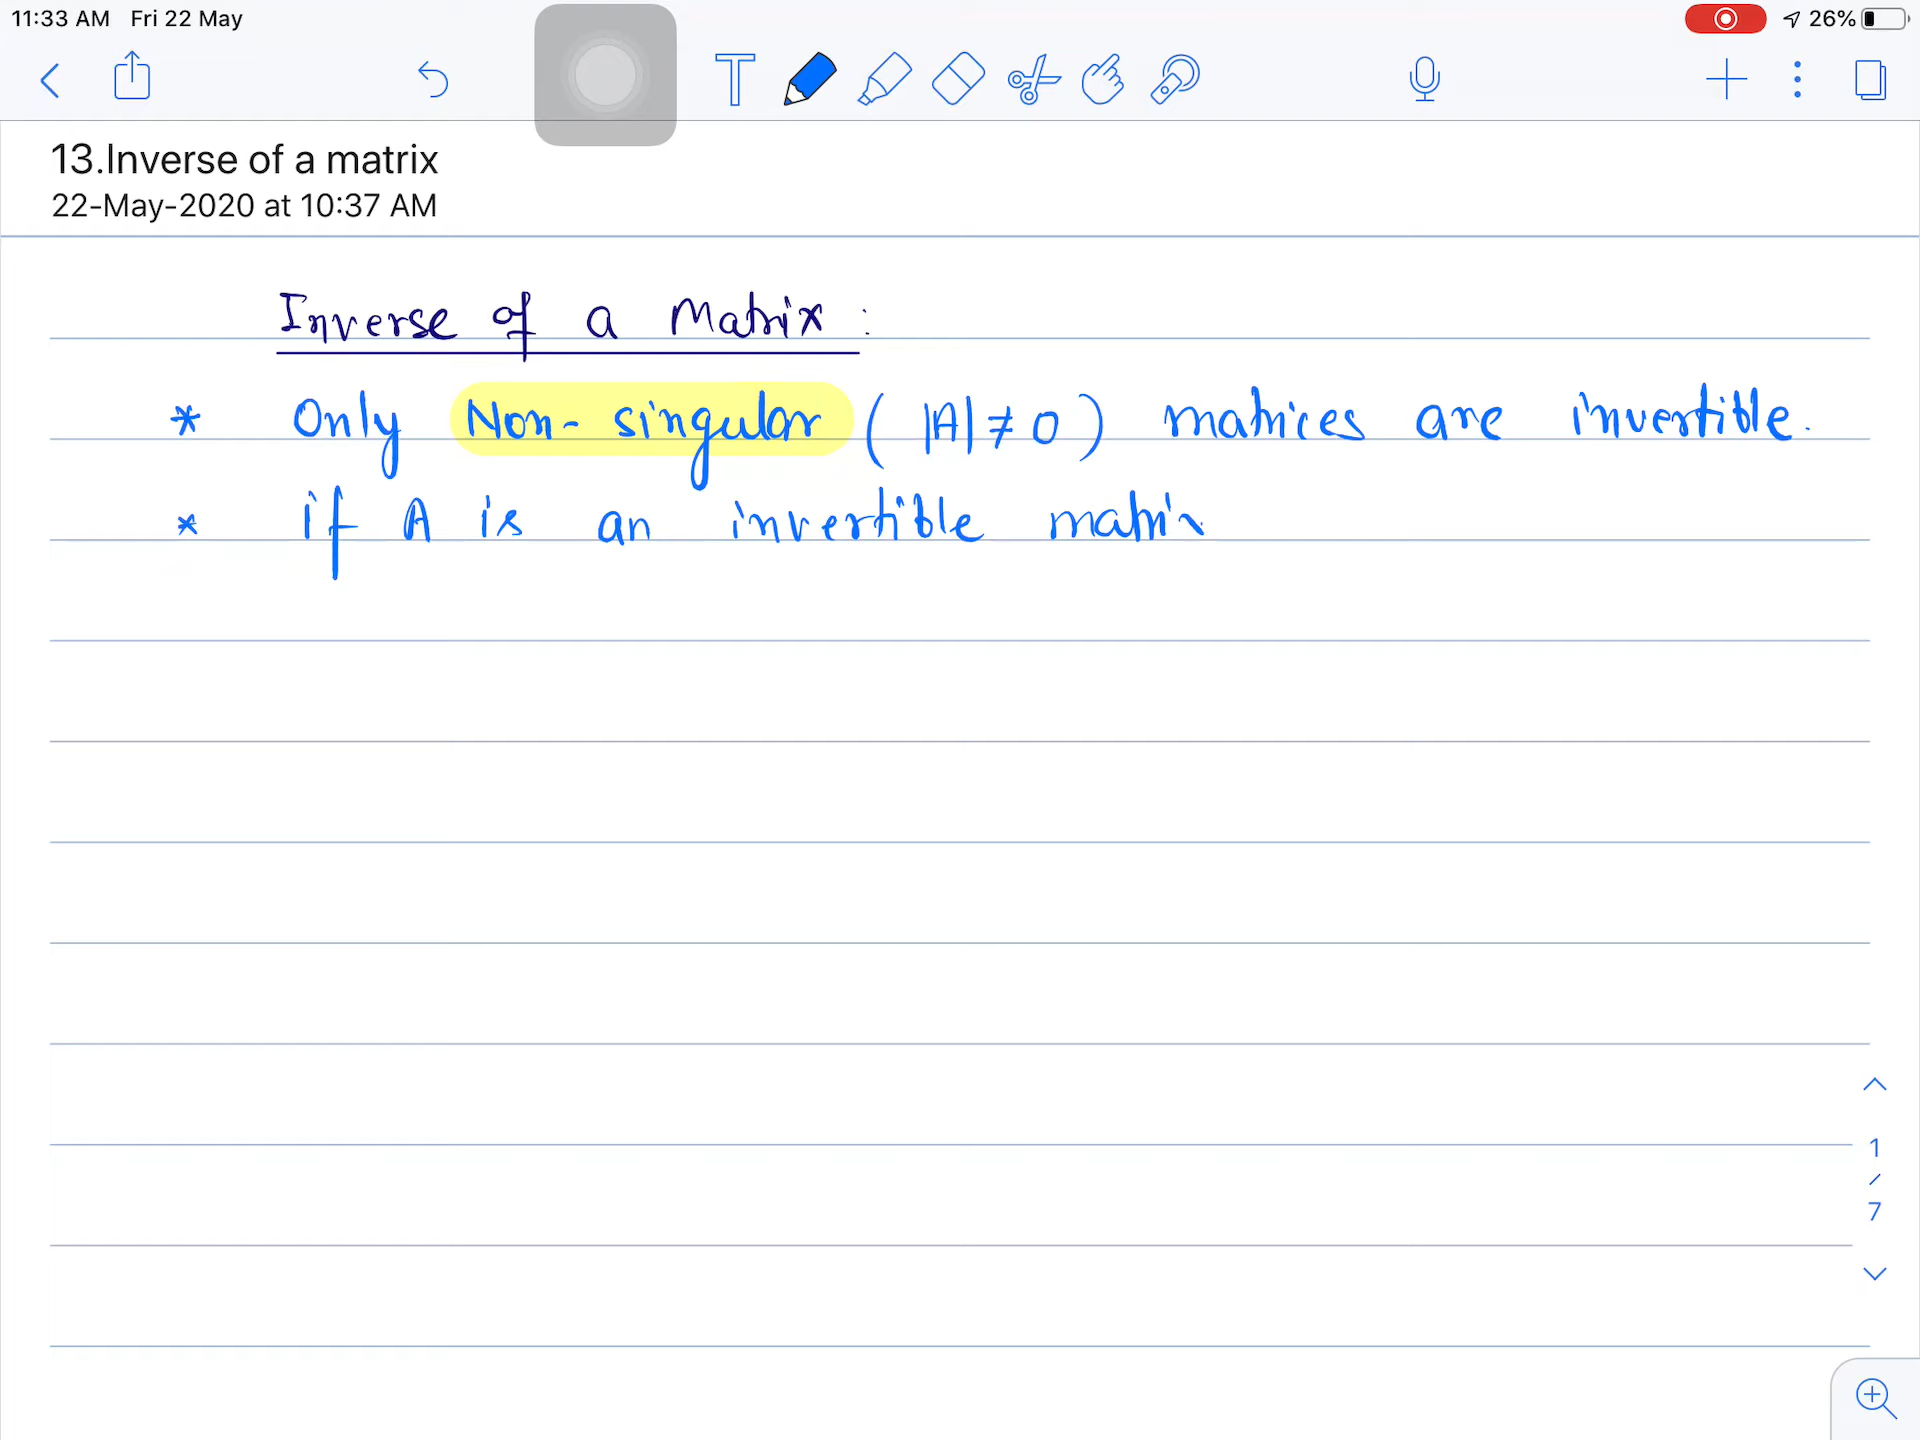 11:33 AM Fri 22 May
26%
13.Inverse of a matrix
22-May-2020 at 10:37 AM
Inverse of a Matrix :
* Only Non-singular ( |A| ≠ 0 ) matrices are invertible.
* if A is an invertible matrix
1
/
7